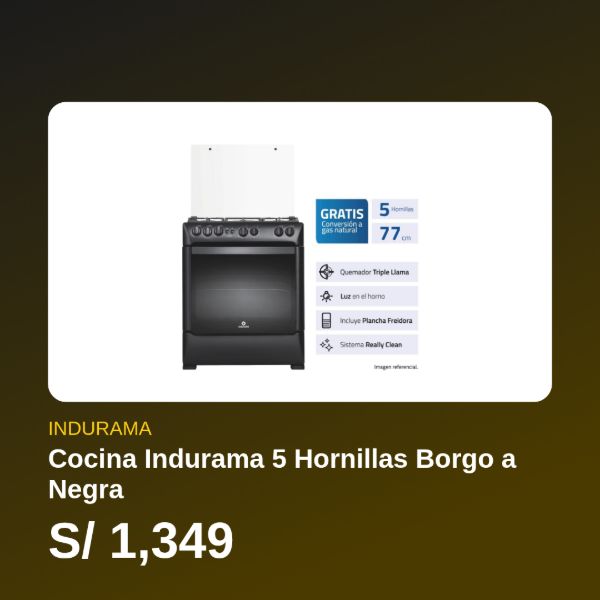 GRATIS
Conversión a
gas natural
5 Hornillas
77 cm
Quemador Triple Llama
Luz en el horno
Incluye Plancha Freidora
Sistema Really Clean
Imagen referencial.
INDURAMA
Cocina Indurama 5 Hornillas Borgo a
Negra
S/ 1,349